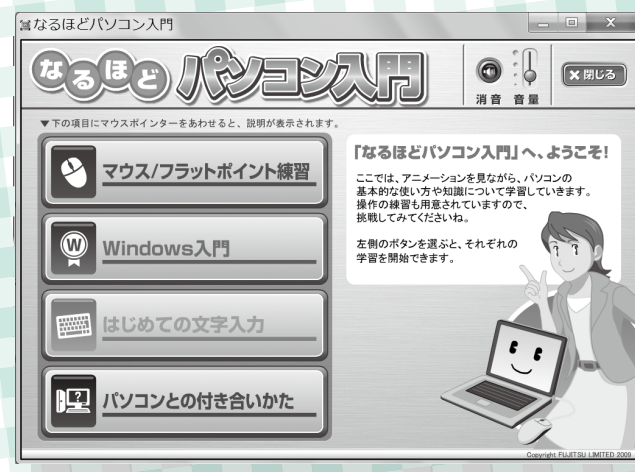 なるほどパソコン入門
なるほどパソコン入門
消音 音量
×閉じる
▼下の項目にマウスポインターをあわせると、説明が表示されます。
マウス/フラットポイント練習
W
Windows入門
はじめての文字入力
?
パソコンとの付き合いかた
「なるほどパソコン入門」へ、ようこそ!
ここでは、アニメーションを見ながら、パソコンの
基本的な使い方や知識について学習していきます。
操作の練習も用意されていますので、
挑戦してみてくださいね。
左側のボタンを選ぶと、それぞれの
学習を開始できます。
Copyright FUJITSU LIMITED 2009